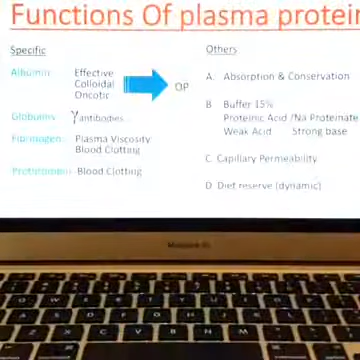 Functions Of plasma protein
Specific
Albumin: Effective
Colloidal
Oncotic
OP
Globulins γantibodies
Fibrinogen: Plasma Viscosity
Blood Clotting
Prothrombin: Blood Clotting
Others
A. Absorption & Conservation
B Buffer 15%
Proteinic Acid /Na Proteinate
Weak Acid Strong base
C. Capillary Permeability
D Diet reserve (dynamic)
MacBook Air